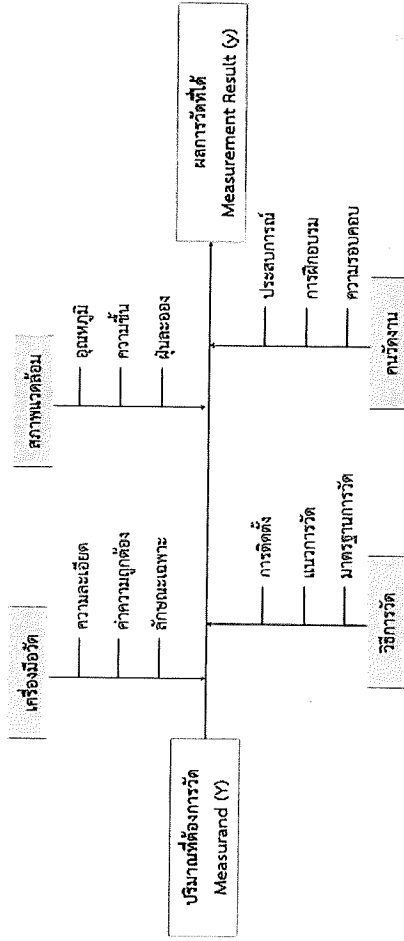 เครื่องมือวัด
ความละเอียด
ค่าความถูกต้อง
ลักษณะเฉพาะ
สภาพแวดล้อม
อุณหภูมิ
ความชื้น
ฝุ่นละออง
ปริมาณที่ต้องการวัด
Measurand (Y)
ผลการวัดที่ได้
Measurement Result (y)
การติดตั้ง
แนวการวัด
มาตรฐานการวัด
วิธีการวัด
ประสบการณ์
การฝึกอบรม
ความรอบคอบ
คนวัดงาน